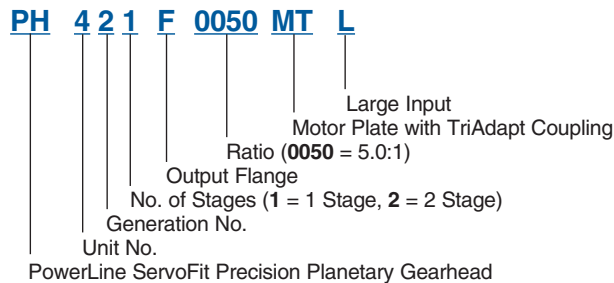 PH 4 2 1 F 0050 MT L
Large Input
Motor Plate with TriAdapt Coupling
Ratio (0050 = 5.0:1)
Output Flange
No. of Stages (1 = 1 Stage, 2 = 2 Stage)
Generation No.
Unit No.
PowerLine ServoFit Precision Planetary Gearhead